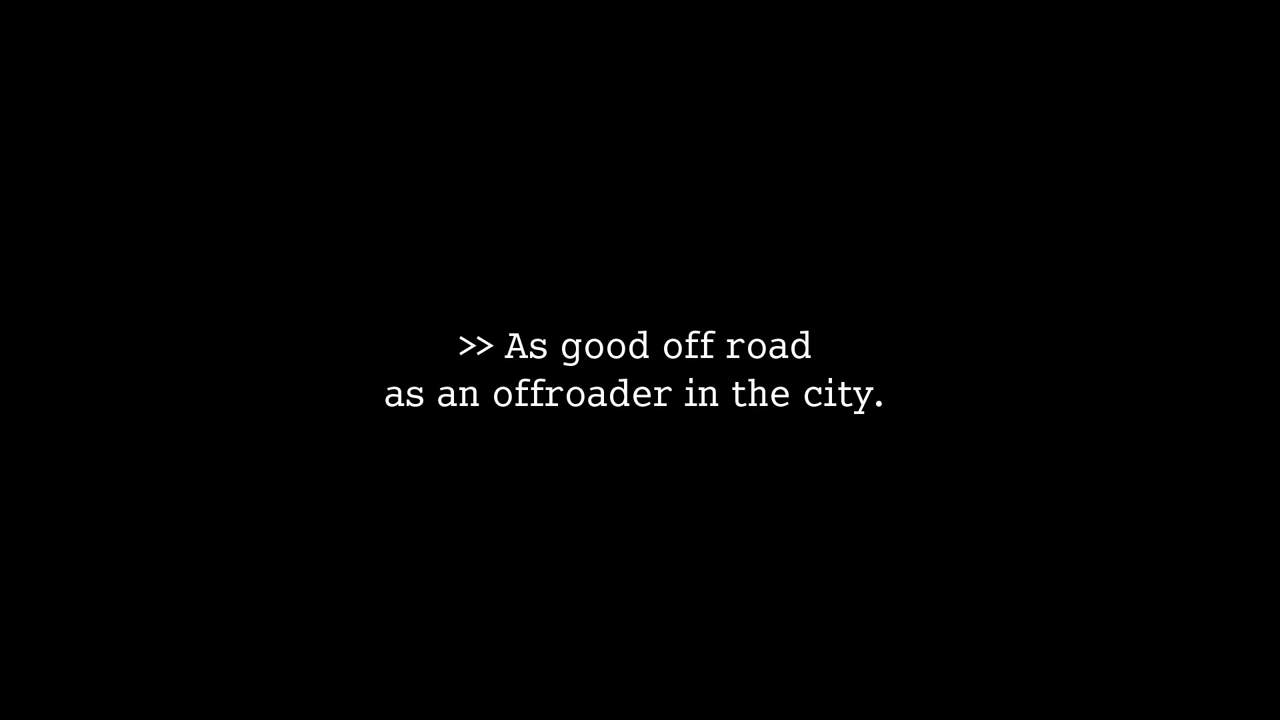 >> As good off road
as an offroader in the city.